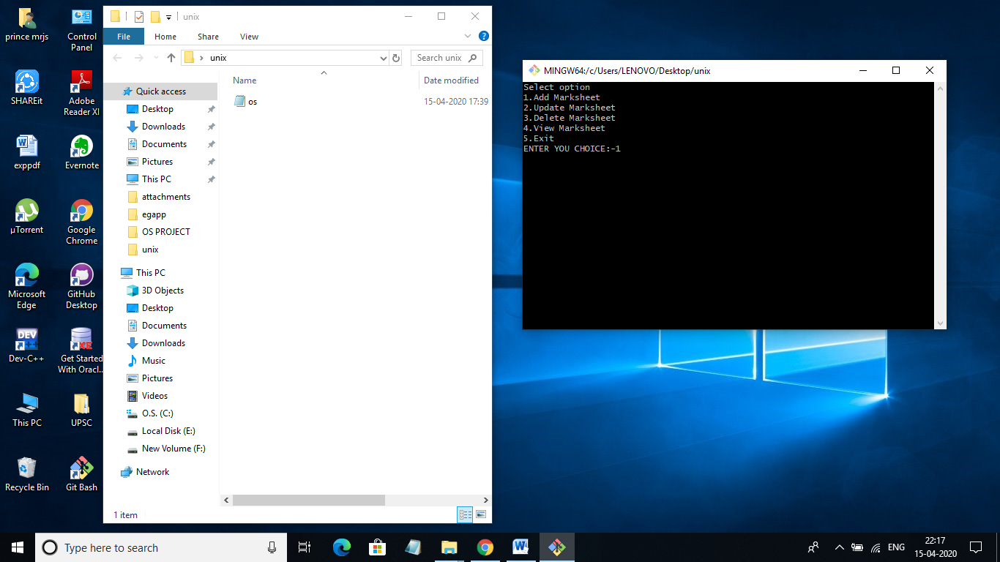 prince mrjs
Control
Panel
SHAREit
Adobe
Reader XI
exppdf
Evernote
µTorrent
Google
Chrome
Microsoft
Edge
GitHub
Desktop
DEV
Dev-C++
XE
Get Started
With Oracl...
This PC
UPSC
Recycle Bin
Git Bash
unix
File
Home
Share
View
unix
Search unix
Name
Date modified
os
15-04-2020 17:39
Quick access
Desktop
Downloads
Documents
Pictures
This PC
attachments
egapp
OS PROJECT
unix
This PC
3D Objects
Desktop
Documents
Downloads
Music
Pictures
Videos
O.S. (C:)
Local Disk (E:)
New Volume (F:)
Network
1 item
MINGW64:/c/Users/LENOVO/Desktop/unix
Select option
1.Add Marksheet
2.Update Marksheet
3.Delete Marksheet
4.View Marksheet
5.Exit
ENTER YOU CHOICE:-1
Type here to search
ENG
22:17
15-04-2020